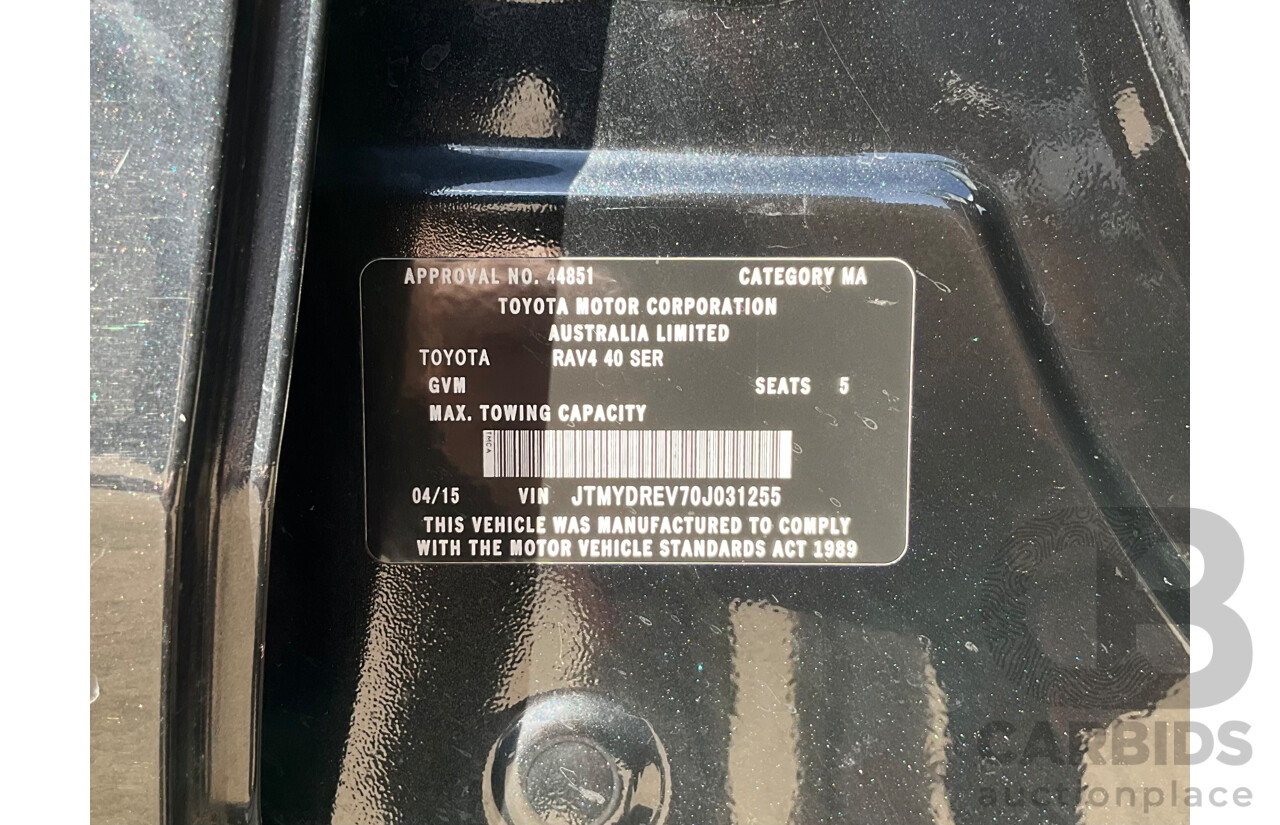 APPROVAL NO. 44851 CATEGORY MA
TOYOTA MOTOR CORPORATION
AUSTRALIA LIMITED
TOYOTA RAV4 40 SER
GVM SEATS 5
MAX. TOWING CAPACITY
TMCA
04/15 VIN JTMYDREV70J031255
THIS VEHICLE WAS MANUFACTURED TO COMPLY
WITH THE MOTOR VEHICLE STANDARDS ACT 1989
CARBIDS
auctionplace